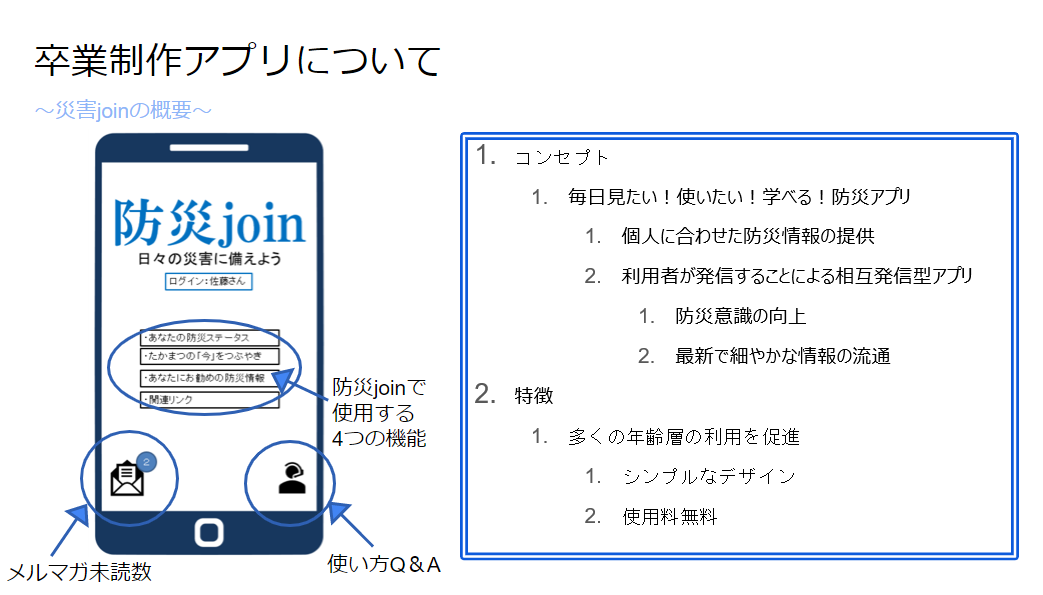 卒業制作アプリについて
～災害joinの概要～
防災join
日々の災害に備えよう
ログイン：佐藤さん
・あなたの防災ステータス
・たかまつの「今」をつぶやき
・あなたにお勧めの防災情報
・関連リンク
防災joinで
使用する
4つの機能
2
メルマガ未読数
使い方Q＆A
1. コンセプト
1. 毎日見たい！使いたい！学べる！防災アプリ
1. 個人に合わせた防災情報の提供
2. 利用者が発信することによる相互発信型アプリ
1. 防災意識の向上
2. 最新で細やかな情報の流通
2. 特徴
1. 多くの年齢層の利用を促進
1. シンプルなデザイン
2. 使用料無料